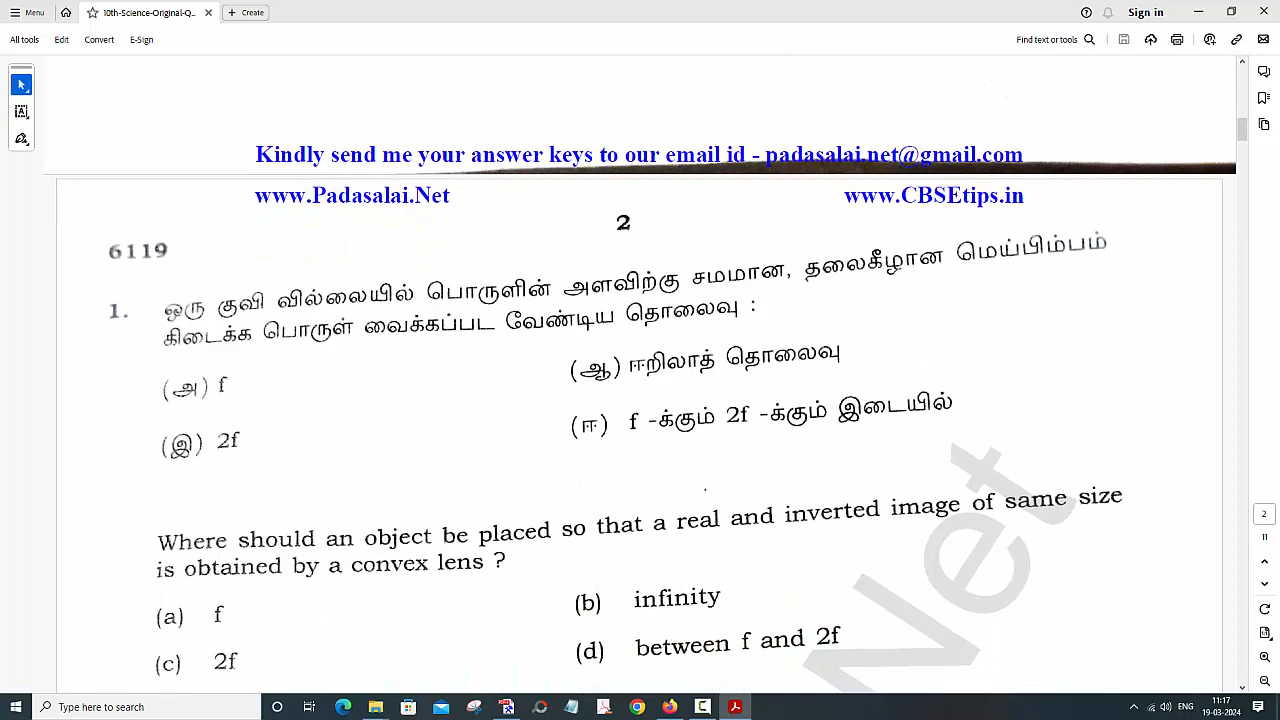 Menu
10th-Science-Original-Q...
Create
Sign in
All tools
Edit
Convert
E-Sign
Find text or tools
Kindly send me your answer keys to our email id - padasalai.net@gmail.com
www.Padasalai.Net
www.CBSEtips.in
2
6119
1. ஒரு குவி வில்லையில் பொருளின் அளவிற்கு சமமான, தலைகீழான மெய்பிம்பம்
கிடைக்க பொருள் வைக்கப்பட வேண்டிய தொலைவு :
(அ) f
(ஆ) ஈறிலாத் தொலைவு
(இ) 2f
(ஈ) f -க்கும் 2f -க்கும் இடையில்
Where should an object be placed so that a real and inverted image of same size
is obtained by a convex lens ?
(a) f
(b) infinity
(c) 2f
(d) between f and 2f
Net
2
11
Type here to search
ENG
11:17
19-03-2024